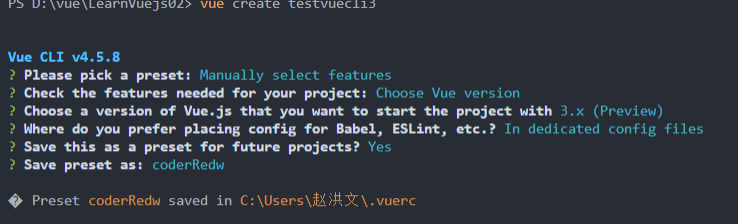 PS D:\vue\LearnVuejs02> vue create testvuecli3
Vue CLI v4.5.8
? Please pick a preset: Manually select features
? Check the features needed for your project: Choose Vue version
? Choose a version of Vue.js that you want to start the project with 3.x (Preview)
? Where do you prefer placing config for Babel, ESLint, etc.? In dedicated config files
? Save this as a preset for future projects? Yes
? Save preset as: coderRedw
� Preset coderRedw saved in C:\Users\赵洪文\.vuerc